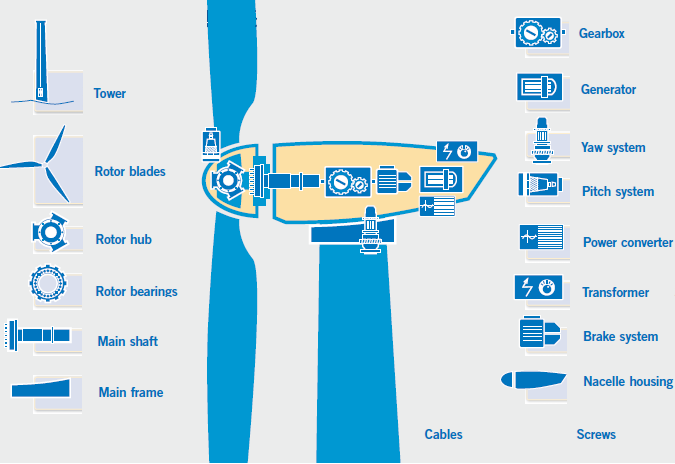 Tower
Rotor blades
Rotor hub
Rotor bearings
Main shaft
Main frame
Gearbox
Generator
Yaw system
Pitch system
Power converter
Transformer
Brake system
Nacelle housing
Cables
Screws